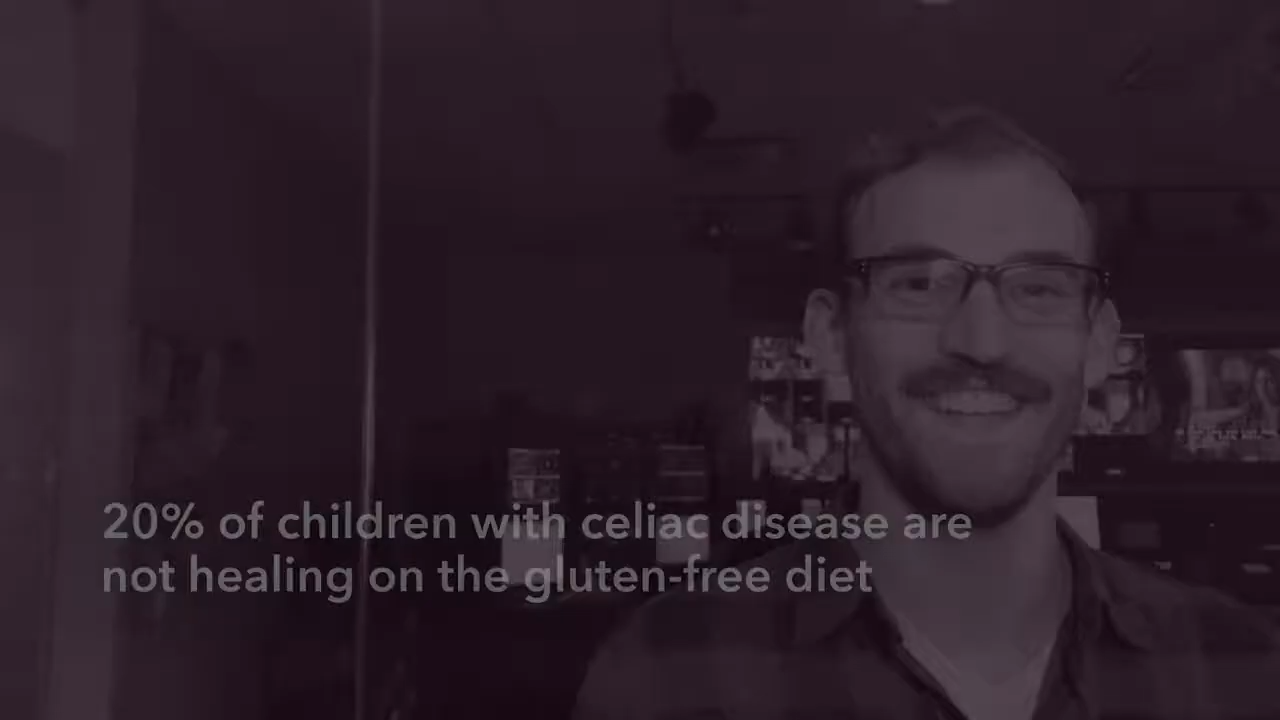 20% of children with celiac disease are
not healing on the gluten-free diet